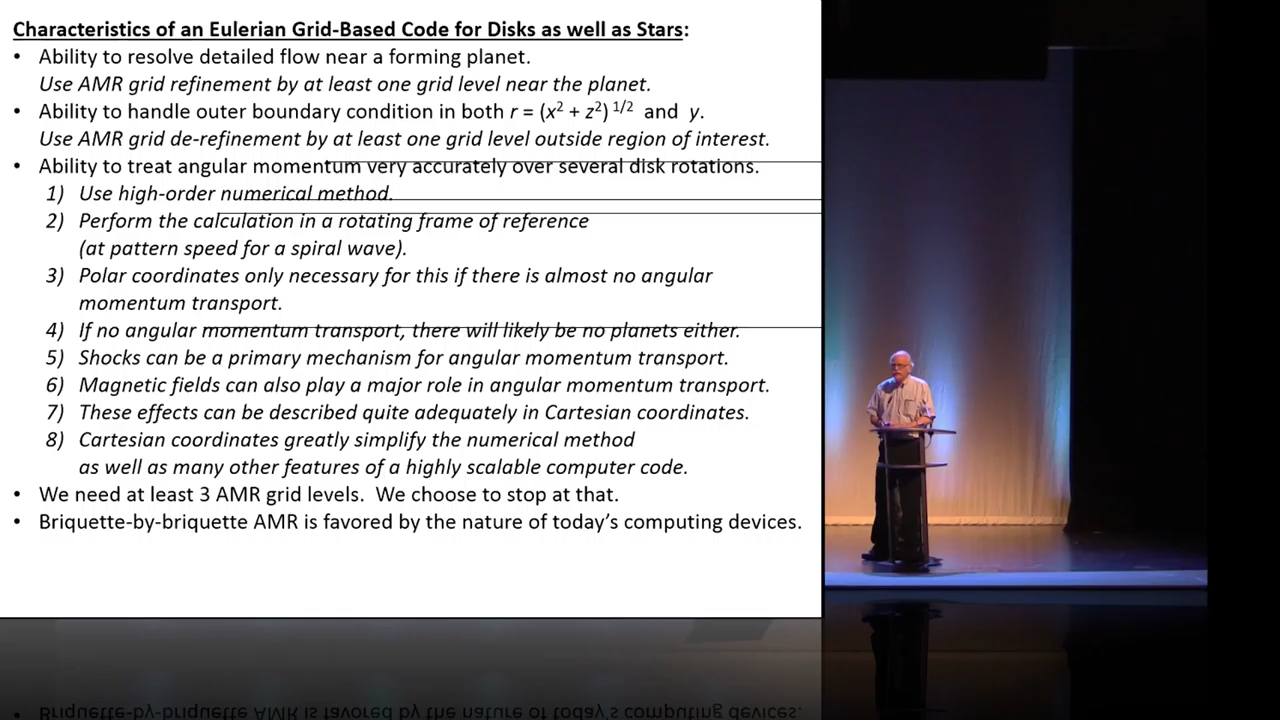 Characteristics of an Eulerian Grid-Based Code for Disks as well as Stars:
• Ability to resolve detailed flow near a forming planet.
Use AMR grid refinement by at least one grid level near the planet.
• Ability to handle outer boundary condition in both r = (x² + z²) ¹/² and y.
Use AMR grid de-refinement by at least one grid level outside region of interest.
• Ability to treat angular momentum very accurately over several disk rotations.
1) Use high-order numerical method.
2) Perform the calculation in a rotating frame of reference
(at pattern speed for a spiral wave).
3) Polar coordinates only necessary for this if there is almost no angular
momentum transport.
4) If no angular momentum transport, there will likely be no planets either.
5) Shocks can be a primary mechanism for angular momentum transport.
6) Magnetic fields can also play a major role in angular momentum transport.
7) These effects can be described quite adequately in Cartesian coordinates.
8) Cartesian coordinates greatly simplify the numerical method
as well as many other features of a highly scalable computer code.
• We need at least 3 AMR grid levels. We choose to stop at that.
• Briquette-by-briquette AMR is favored by the nature of today’s computing devices.